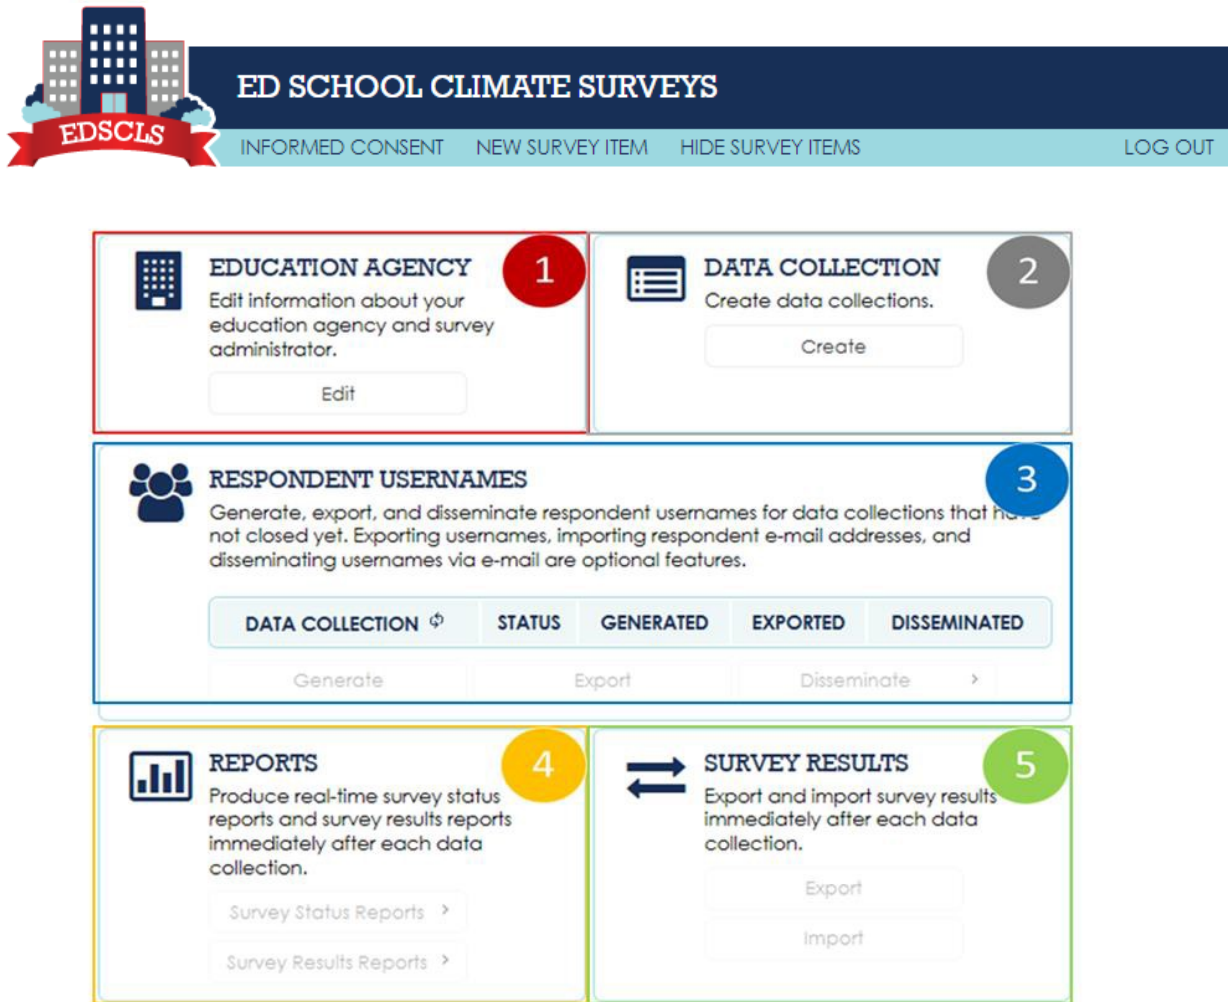 ED SCHOOL CLIMATE SURVEYS
EDSCLS
INFORMED CONSENT NEW SURVEY ITEM HIDE SURVEY ITEMS LOG OUT
EDUCATION AGENCY
1
Edit information about your
education agency and survey
administrator.
Edit
DATA COLLECTION
2
Create data collections.
Create
RESPONDENT USERNAMES
3
Generate, export, and disseminate respondent usernames for data collections that have
not closed yet. Exporting usernames, importing respondent e-mail addresses, and
disseminating usernames via e-mail are optional features.
DATA COLLECTION STATUS GENERATED EXPORTED DISSEMINATED
Generate Export Disseminate >
REPORTS
4
Produce real-time survey status
reports and survey results reports
immediately after each data
collection.
Survey Status Reports >
Survey Results Reports >
SURVEY RESULTS
5
Export and import survey results
immediately after each data
collection.
Export
Import